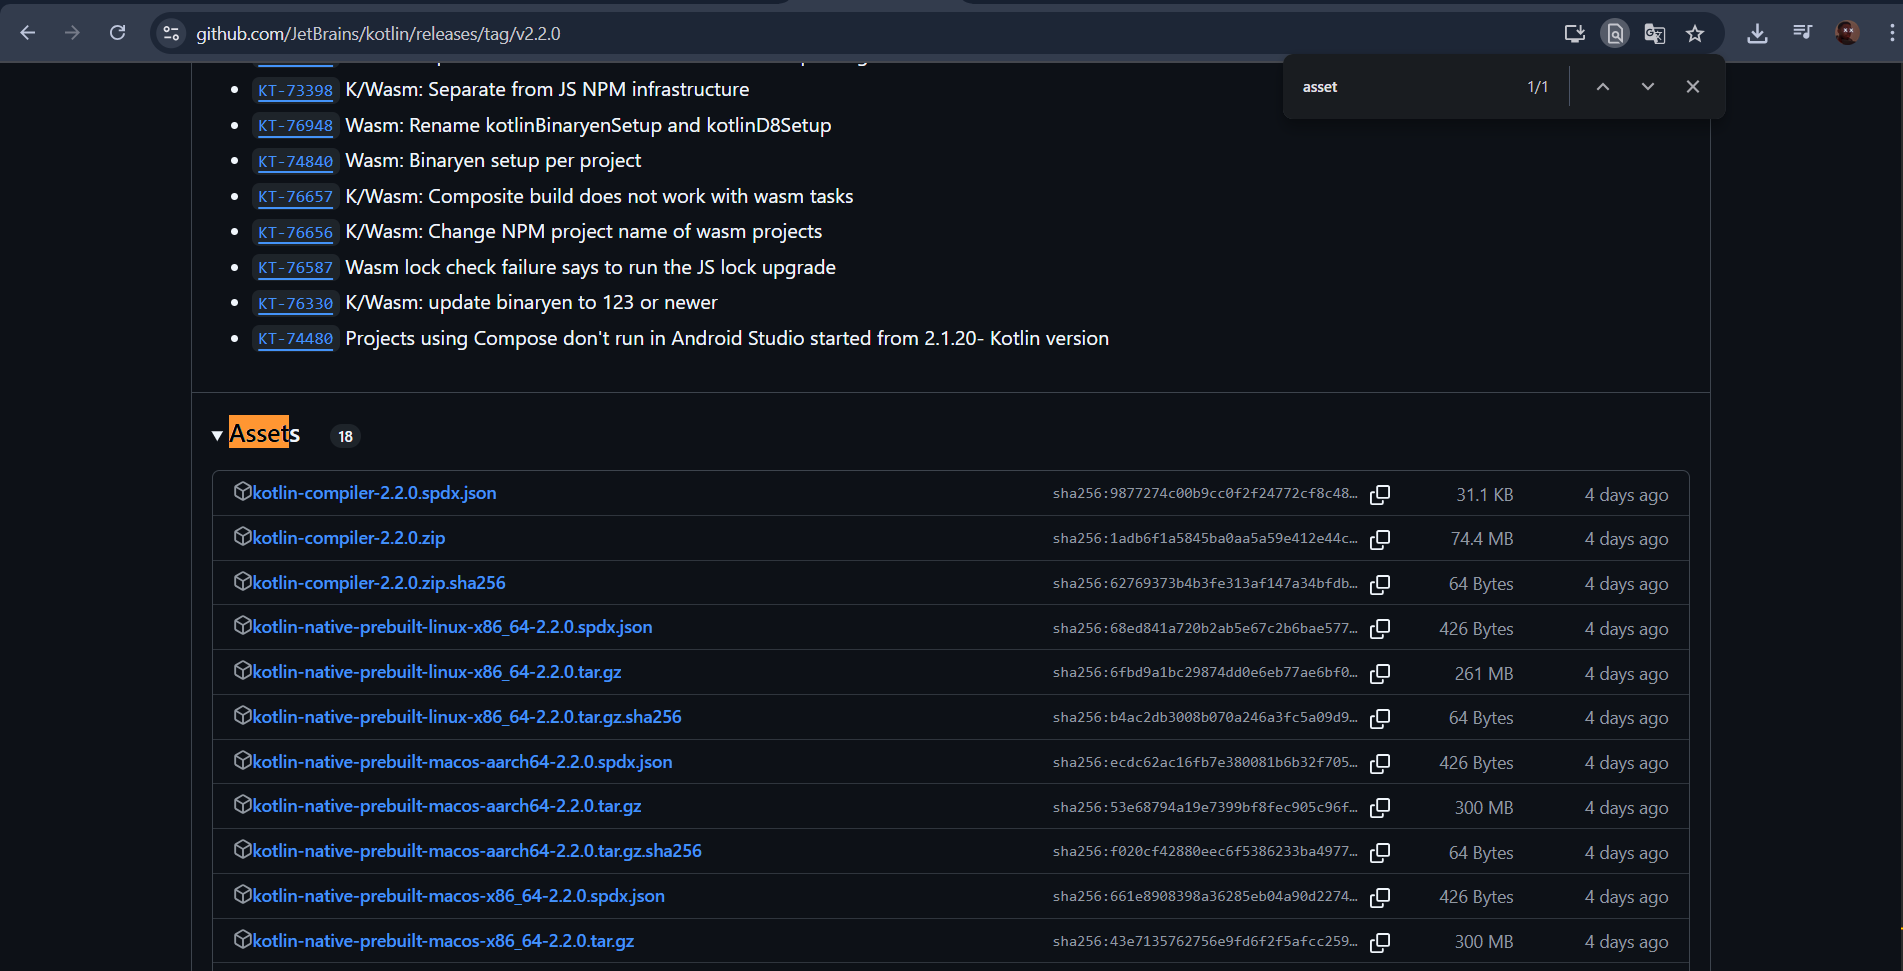 github.com/JetBrains/kotlin/releases/tag/v2.2.0
asset 1/1
KT-73398 K/Wasm: Separate from JS NPM infrastructure
KT-76948 Wasm: Rename kotlinBinaryenSetup and kotlinD8Setup
KT-74840 Wasm: Binaryen setup per project
KT-76657 K/Wasm: Composite build does not work with wasm tasks
KT-76656 K/Wasm: Change NPM project name of wasm projects
KT-76587 Wasm lock check failure says to run the JS lock upgrade
KT-76330 K/Wasm: update binaryen to 123 or newer
KT-74480 Projects using Compose don't run in Android Studio started from 2.1.20- Kotlin version
Assets 18
kotlin-compiler-2.2.0.spdx.json sha256:9877274c00b9cc0f2f24772cf8c48… 31.1 KB 4 days ago
kotlin-compiler-2.2.0.zip sha256:1adb6f1a5845ba0aa5a59e412e44c… 74.4 MB 4 days ago
kotlin-compiler-2.2.0.zip.sha256 sha256:62769373b4b3fe313af147a34bfdb… 64 Bytes 4 days ago
kotlin-native-prebuilt-linux-x86_64-2.2.0.spdx.json sha256:68ed841a720b2ab5e67c2b6bae577… 426 Bytes 4 days ago
kotlin-native-prebuilt-linux-x86_64-2.2.0.tar.gz sha256:6fbd9a1bc29874dd0e6eb77ae6bf0… 261 MB 4 days ago
kotlin-native-prebuilt-linux-x86_64-2.2.0.tar.gz.sha256 sha256:b4ac2db3008b070a246a3fc5a09d9… 64 Bytes 4 days ago
kotlin-native-prebuilt-macos-aarch64-2.2.0.spdx.json sha256:ecdc62ac16fb7e380081b6b32f705… 426 Bytes 4 days ago
kotlin-native-prebuilt-macos-aarch64-2.2.0.tar.gz sha256:53e68794a19e7399bf8fec905c96f… 300 MB 4 days ago
kotlin-native-prebuilt-macos-aarch64-2.2.0.tar.gz.sha256 sha256:f020cf42880eec6f5386233ba4977… 64 Bytes 4 days ago
kotlin-native-prebuilt-macos-x86_64-2.2.0.spdx.json sha256:661e8908398a36285eb04a90d2274… 426 Bytes 4 days ago
kotlin-native-prebuilt-macos-x86_64-2.2.0.tar.gz sha256:43e7135762756e9fd6f2f5afcc259… 300 MB 4 days ago